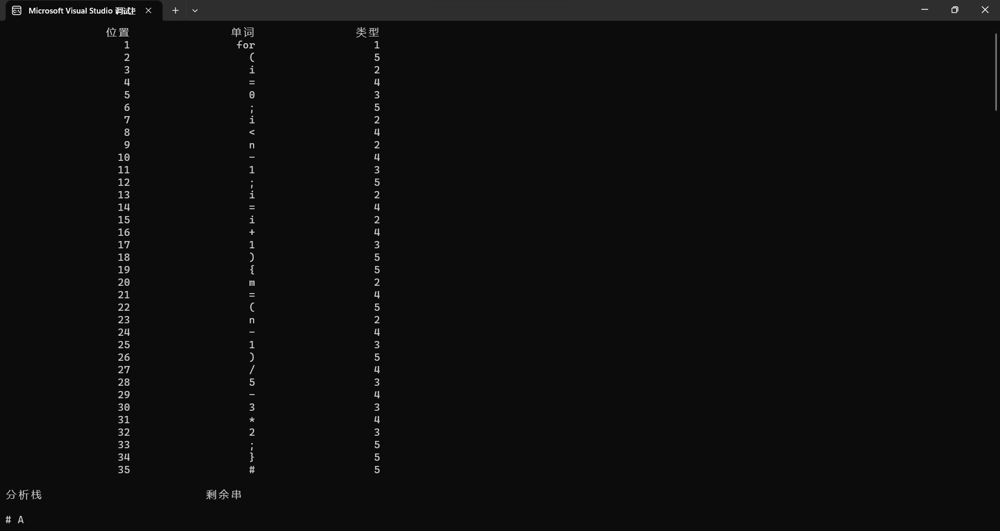 Microsoft Visual Studio 调试
位置 单词 类型
1 for 1
2 ( 5
3 i 2
4 = 4
5 0 3
6 ; 5
7 i 2
8 < 4
9 n 2
10 - 4
11 1 3
12 ; 5
13 i 2
14 = 4
15 i 2
16 + 4
17 1 3
18 ) 5
19 { 5
20 m 2
21 = 4
22 ( 5
23 n 2
24 - 4
25 1 3
26 ) 5
27 / 4
28 5 3
29 - 4
30 3 3
31 * 4
32 2 3
33 ; 5
34 } 5
35 # 5
分析栈 剩余串
# A